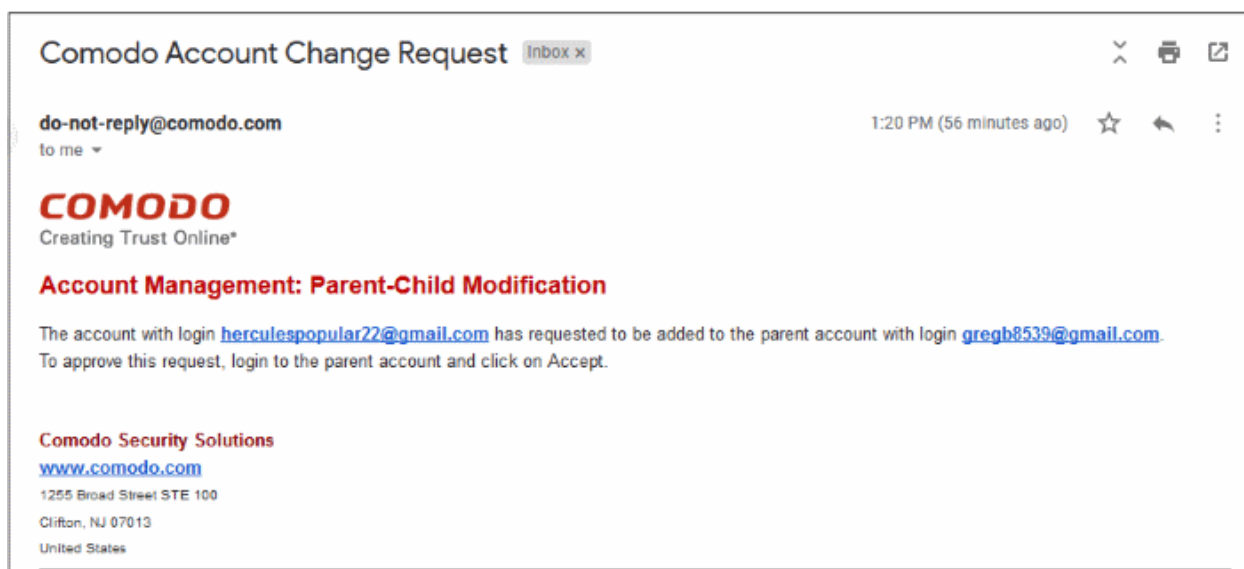 Comodo Account Change Request Inbox x
do-not-reply@comodo.com 1:20 PM (56 minutes ago)
to me
COMODO
Creating Trust Online*
Account Management: Parent-Child Modification
The account with login herculespopular22@gmail.com has requested to be added to the parent account with login gregb8539@gmail.com.
To approve this request, login to the parent account and click on Accept.
Comodo Security Solutions
www.comodo.com
1255 Broad Street STE 100
Clifton, NJ 07013
United States